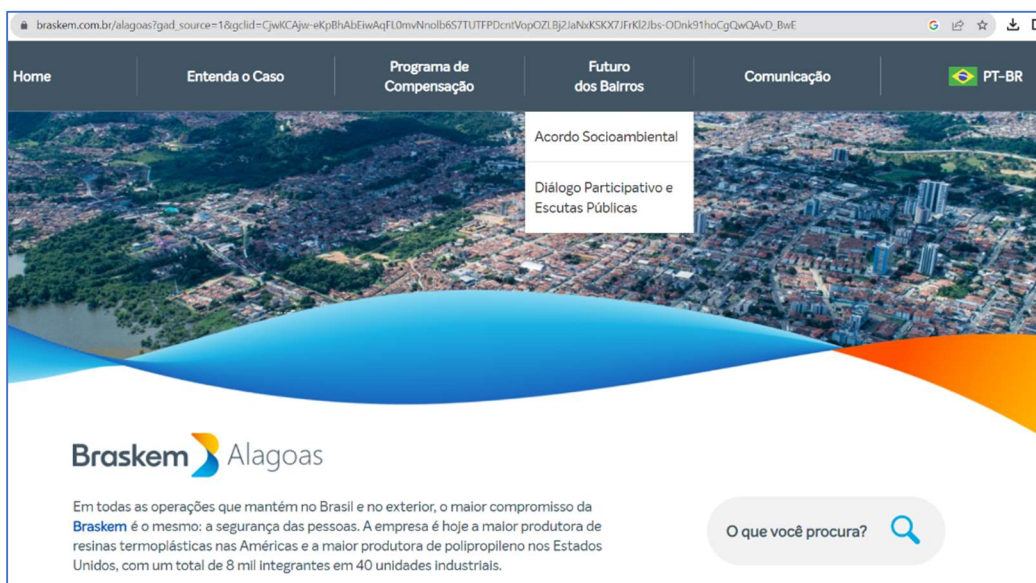 braskem.com.br/alagoas?gad_source=1&gclid=CjwKCAjw-eKpBhAbEiwAqFL0mvNnolb6S7TUTFPDcntVopOZLBj2JaNxKSKX7JFrKl2Jbs-ODnk91hoCgQwQAvD_BwE
Home
Entenda o Caso
Programa de
Compensação
Futuro
dos Bairros
Comunicação
PT-BR
Acordo Socioambiental
Diálogo Participativo e
Escutas Públicas
Braskem Alagoas
Em todas as operações que mantém no Brasil e no exterior, o maior compromisso da
Braskem é o mesmo: a segurança das pessoas. A empresa é hoje a maior produtora de
resinas termoplásticas nas Américas e a maior produtora de polipropileno nos Estados
Unidos, com um total de 8 mil integrantes em 40 unidades industriais.
O que você procura?